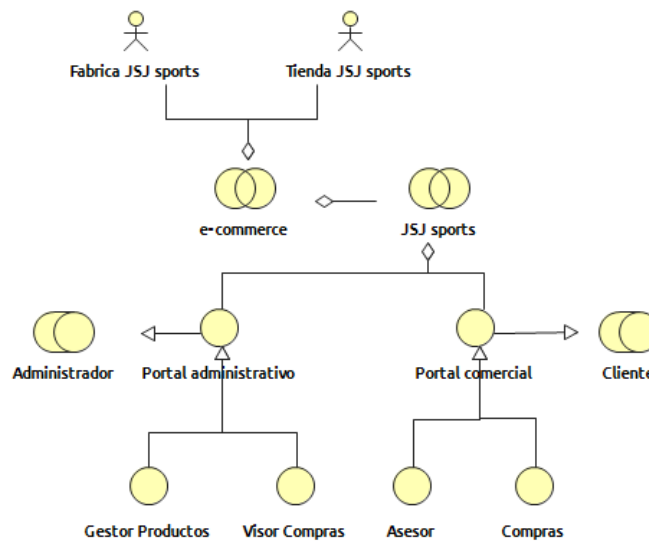 Fabrica JSJ sports
Tienda JSJ sports
e-commerce
JSJ sports
Administrador
Portal administrativo
Portal comercial
Cliente
Gestor Productos
Visor Compras
Asesor
Compras